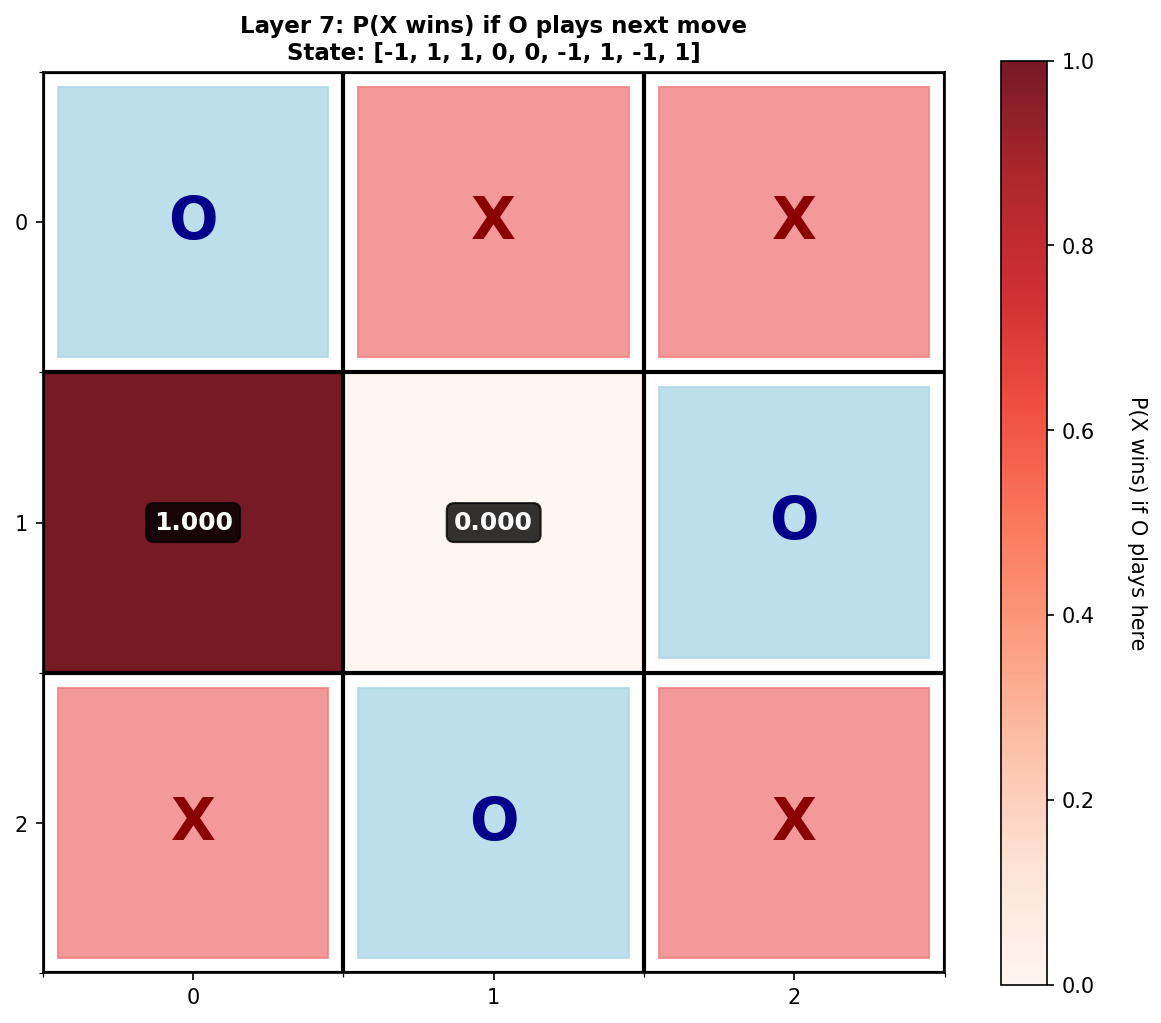 Layer 7: P(X wins) if O plays next move
State: [-1, 1, 1, 0, 0, -1, 1, -1, 1]
0
O
X
X
1
1.000
0.000
O
2
X
O
X
0
1
2
1.0
0.8
0.6
0.4
0.2
0.0
P(X wins) if O plays here